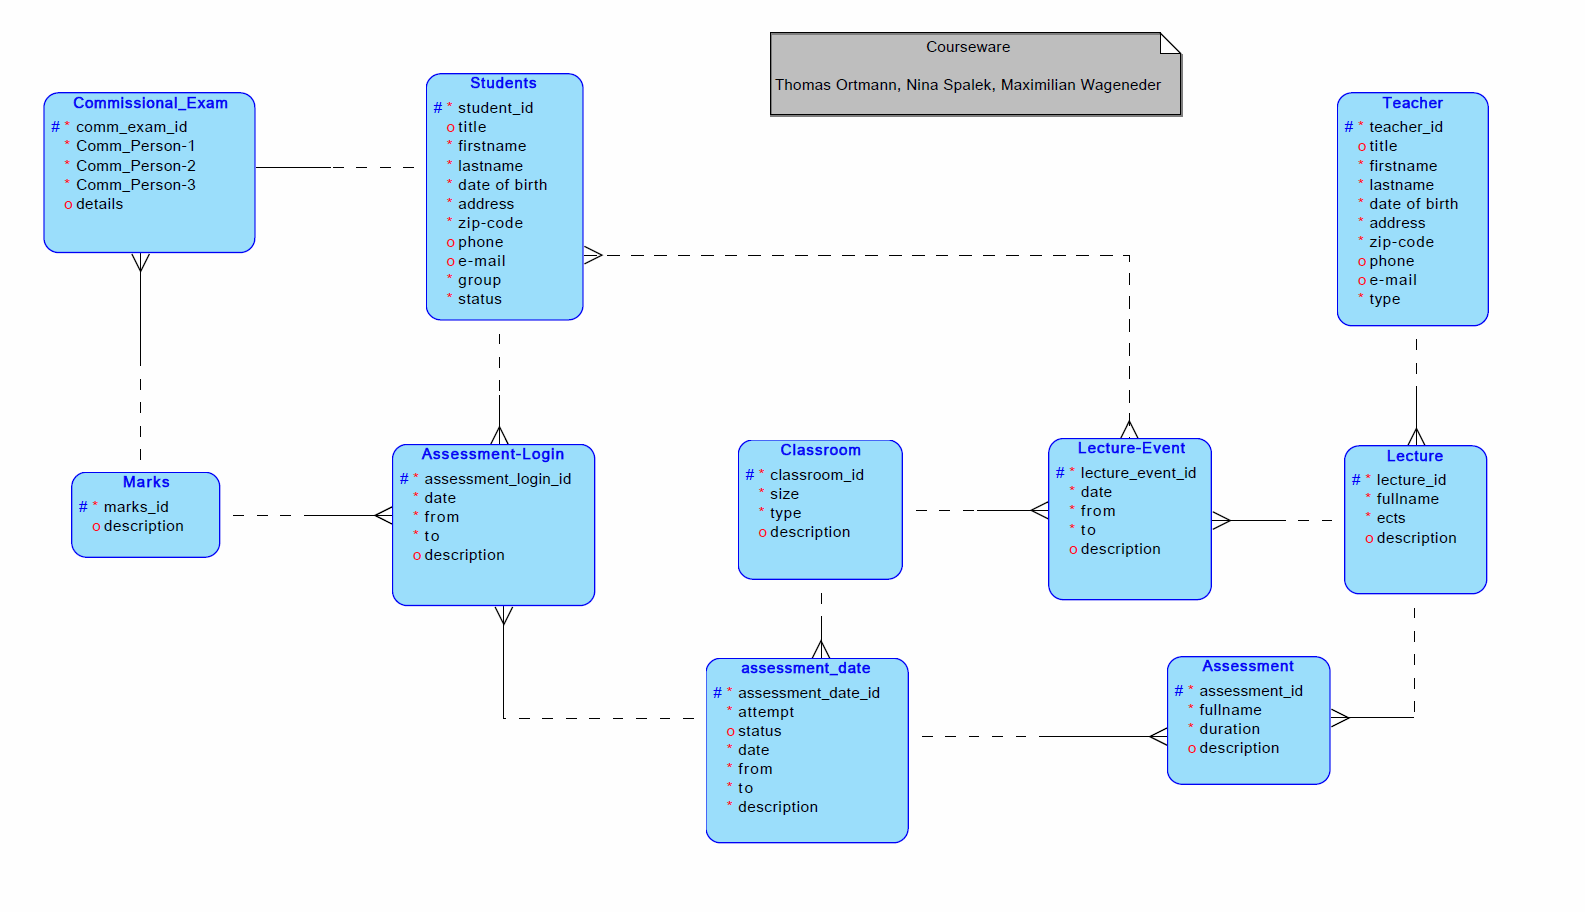 Courseware
Thomas Ortmann, Nina Spalek, Maximilian Wageneder
Commissional_Exam
# * comm_exam_id
* Comm_Person-1
* Comm_Person-2
* Comm_Person-3
o details
Students
# * student_id
o title
* firstname
* lastname
* date of birth
* address
* zip-code
o phone
o e-mail
* group
* status
Teacher
# * teacher_id
o title
* firstname
* lastname
* date of birth
* address
* zip-code
o phone
o e-mail
* type
Marks
# * marks_id
o description
Assessment-Login
# * assessment_login_id
* date
* from
* to
o description
Classroom
# * classroom_id
* size
* type
o description
Lecture-Event
# * lecture_event_id
* date
* from
* to
o description
Lecture
# * lecture_id
* fullname
* ects
o description
assessment_date
# * assessment_date_id
* attempt
o status
* date
* from
* to
* description
Assessment
# * assessment_id
* fullname
* duration
o description